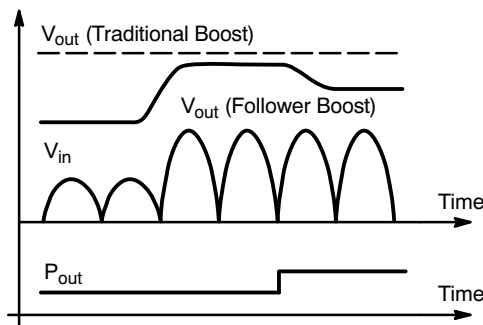 Vout (Traditional Boost)
Vout (Follower Boost)
Vin
Time
Pout
Time